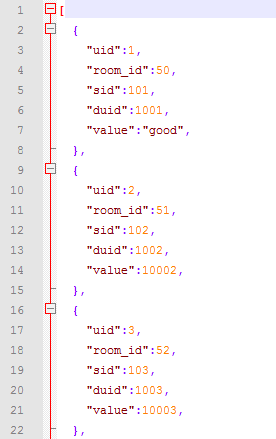 1 [
2 {
3 "uid":1,
4 "room_id":50,
5 "sid":101,
6 "duid":1001,
7 "value":"good",
8 },
9 {
10 "uid":2,
11 "room_id":51,
12 "sid":102,
13 "duid":1002,
14 "value":10002,
15 },
16 {
17 "uid":3,
18 "room_id":52,
19 "sid":103,
20 "duid":1003,
21 "value":10003,
22 },